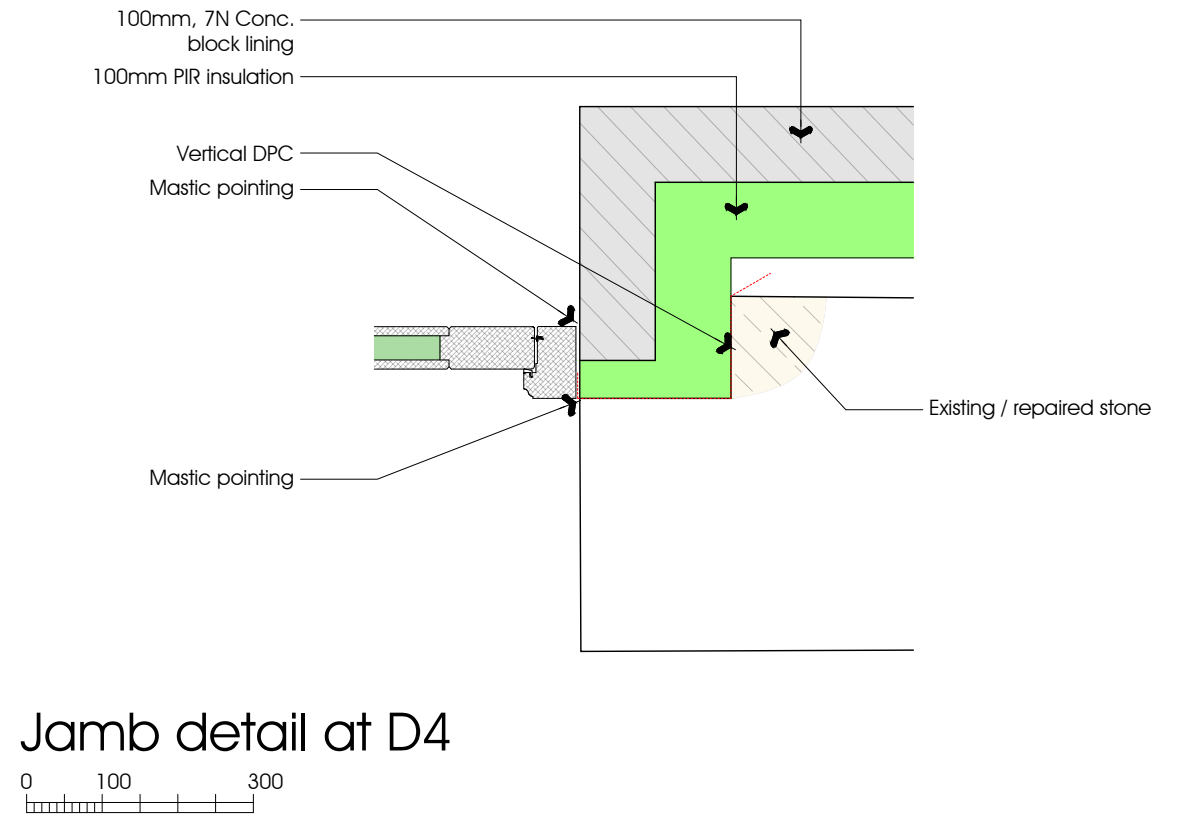 100mm, 7N Conc.
block lining
100mm PIR insulation
Vertical DPC
Mastic pointing
Existing / repaired stone
Mastic pointing
Jamb detail at D4
0 100 300